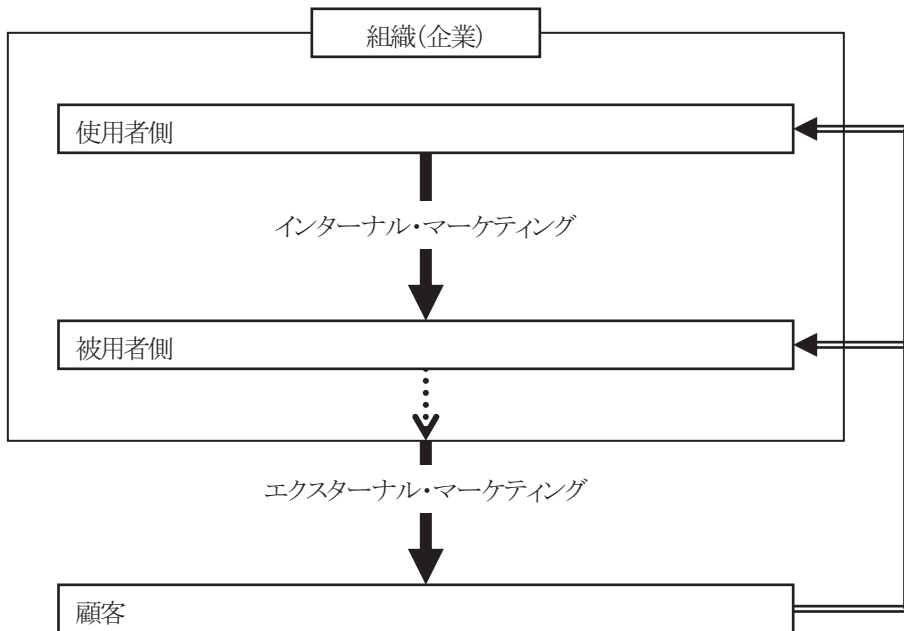 組織(企業)
使用者側
インターナル・マーケティング
被用者側
エクスターナル・マーケティング
顧客